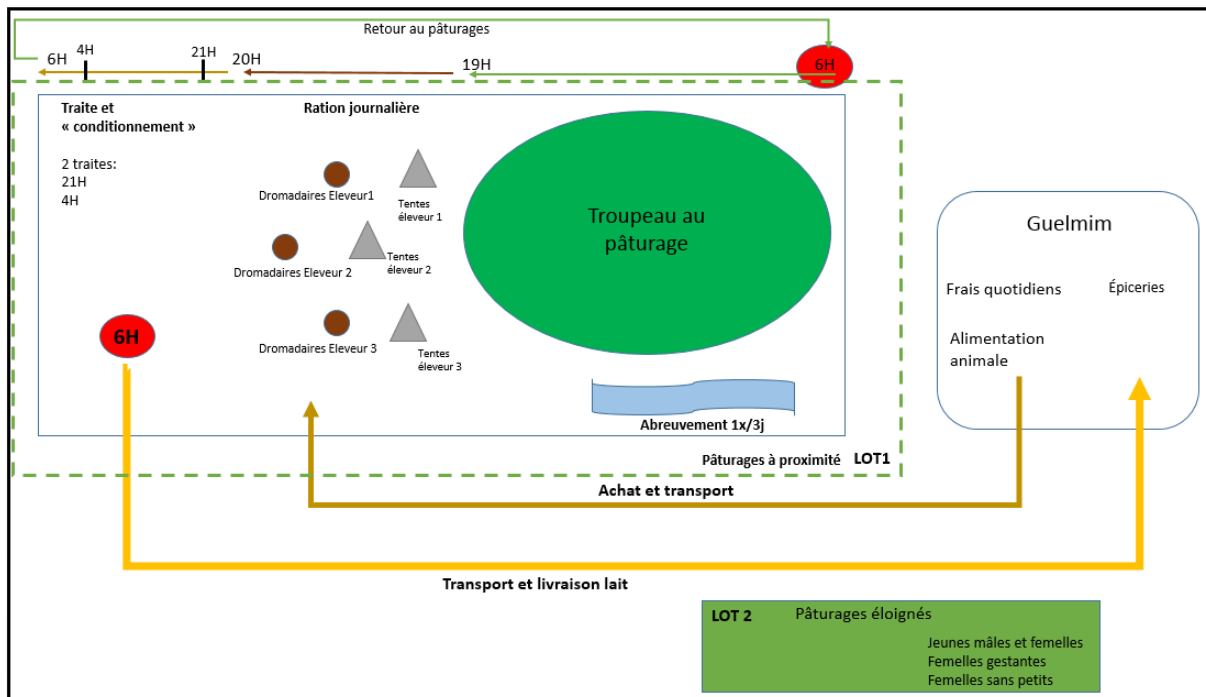 Retour au pâturages
6H
4H
21H
20H
19H
6H
Traite et
« conditionnement »
2 traites:
21H
4H
Ration journalière
Dromadaires Eleveur1
Tentes
éleveur 1
Dromadaires Eleveur 2
Tentes
éleveur 2
Dromadaires Eleveur 3
Tentes
éleveur 3
6H
Troupeau au
pâturage
Abreuvement 1x/3j
Pâturages à proximité LOT1
Guelmim
Frais quotidiens
Épiceries
Alimentation
animale
Achat et transport
Transport et livraison lait
LOT 2
Pâturages éloignés
Jeunes mâles et femelles
Femelles gestantes
Femelles sans petits